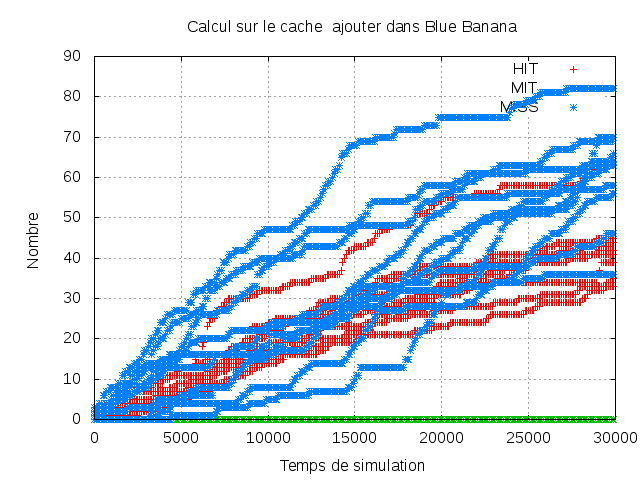 Calcul sur le cache  ajouter dans Blue Banana
90
80
70
60
50
40
30
20
10
0
Nombre
HIT
MIT
MISS
0 5000 10000 15000 20000 25000 30000
Temps de simulation